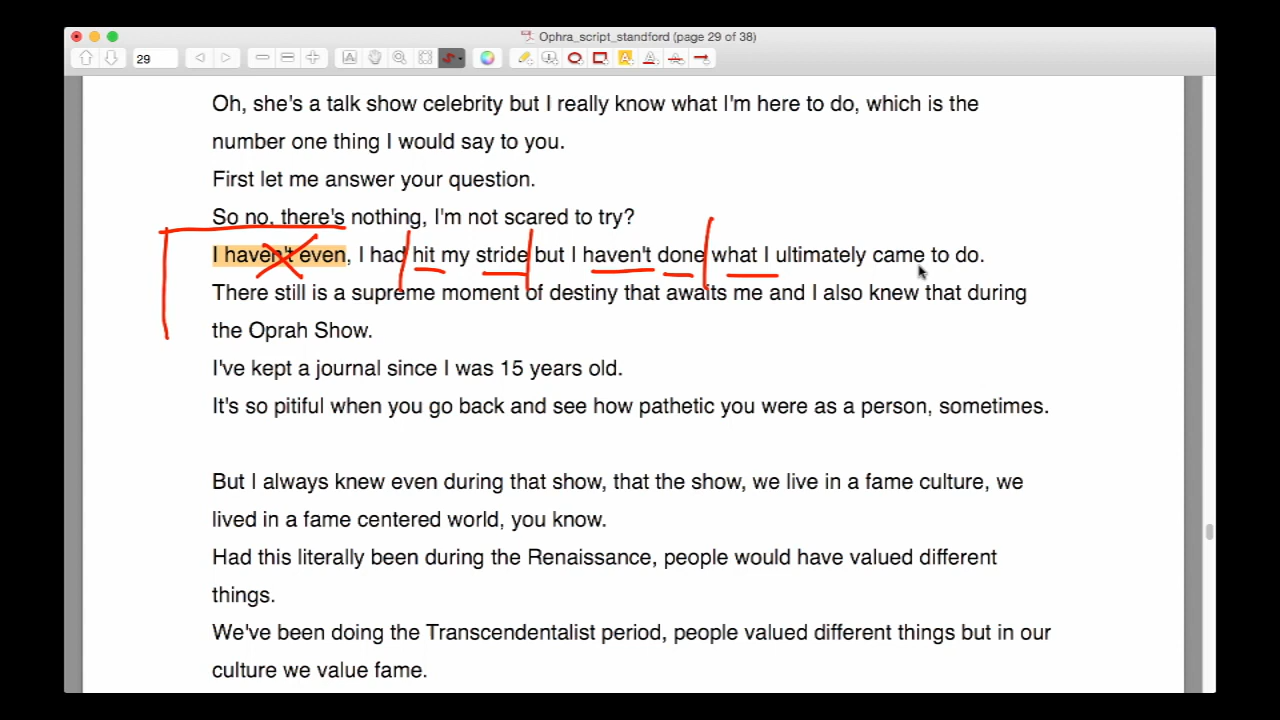 Ophra_script_standford (page 29 of 38)
29
Oh, she's a talk show celebrity but I really know what I'm here to do, which is the
number one thing I would say to you.
First let me answer your question.
So no, there's nothing, I'm not scared to try?
I haven't even, I had hit my stride but I haven't done what I ultimately came to do.
There still is a supreme moment of destiny that awaits me and I also knew that during
the Oprah Show.
I've kept a journal since I was 15 years old.
It's so pitiful when you go back and see how pathetic you were as a person, sometimes.
But I always knew even during that show, that the show, we live in a fame culture, we
lived in a fame centered world, you know.
Had this literally been during the Renaissance, people would have valued different
things.
We've been doing the Transcendentalist period, people valued different things but in our
culture we value fame.